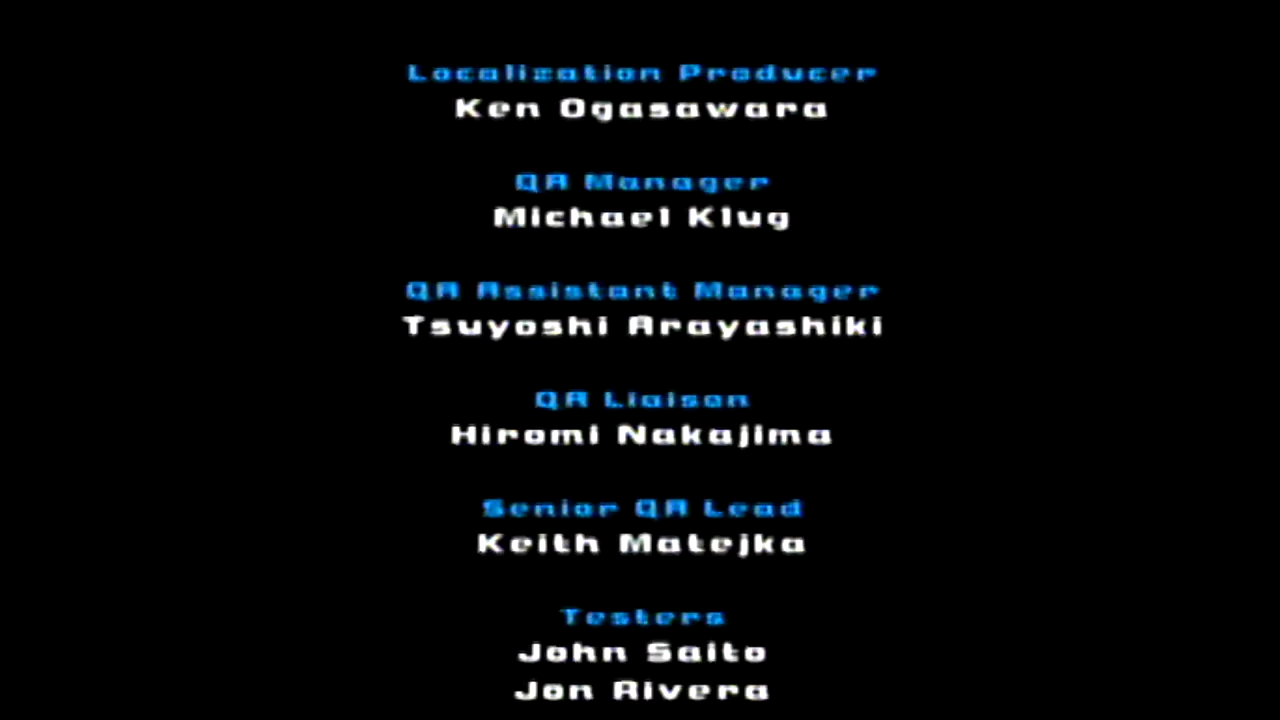 Localization Producer
Ken Ogasawara
QA Manager
Michael Klug
QA Assistant Manager
Tsuyoshi Arayashiki
QA Liaison
Hiromi Nakajima
Senior QA Lead
Keith Matejka
Testers
John Saito
Jon Rivera